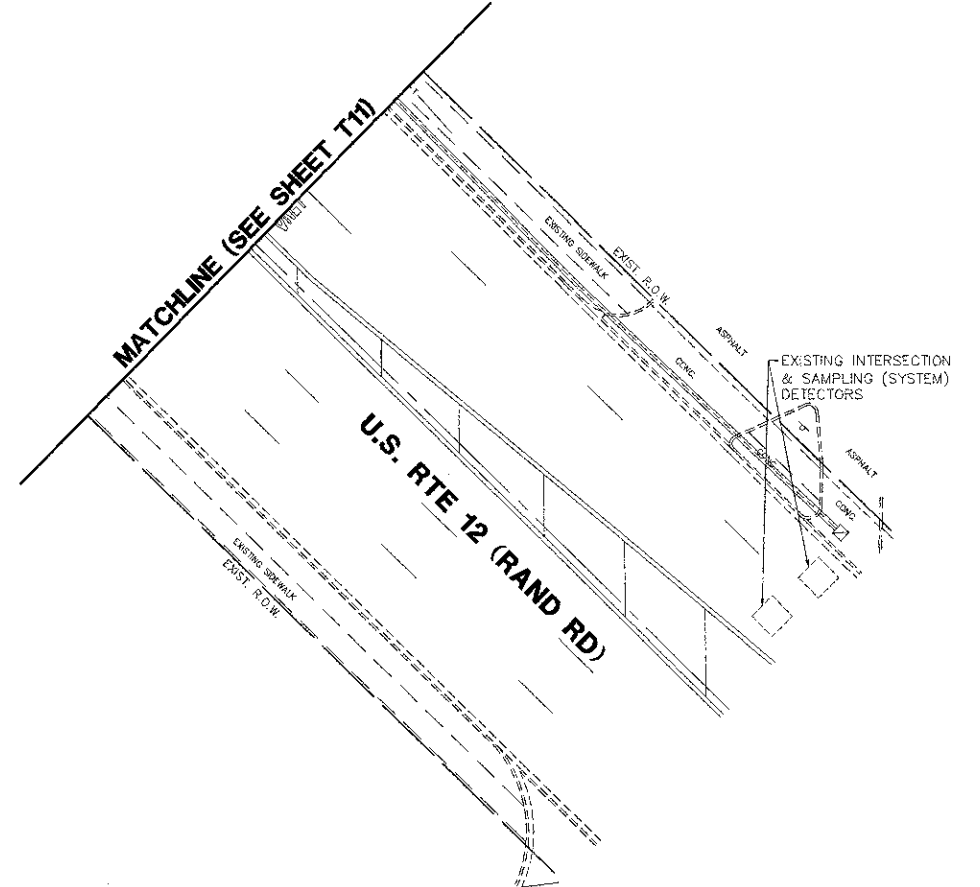 MATCHLINE (SEE SHEET T11)
EXISTING SIDEWALK
EXIST. R.O.W.
ASPHALT
CONC.
EXISTING INTERSECTION
& SAMPLING (SYSTEM)
DETECTORS
U.S. RTE 12 (RAND RD)
ASPHALT
CONC.
CONC.
EXISTING SIDEWALK
EXIST. R.O.W.